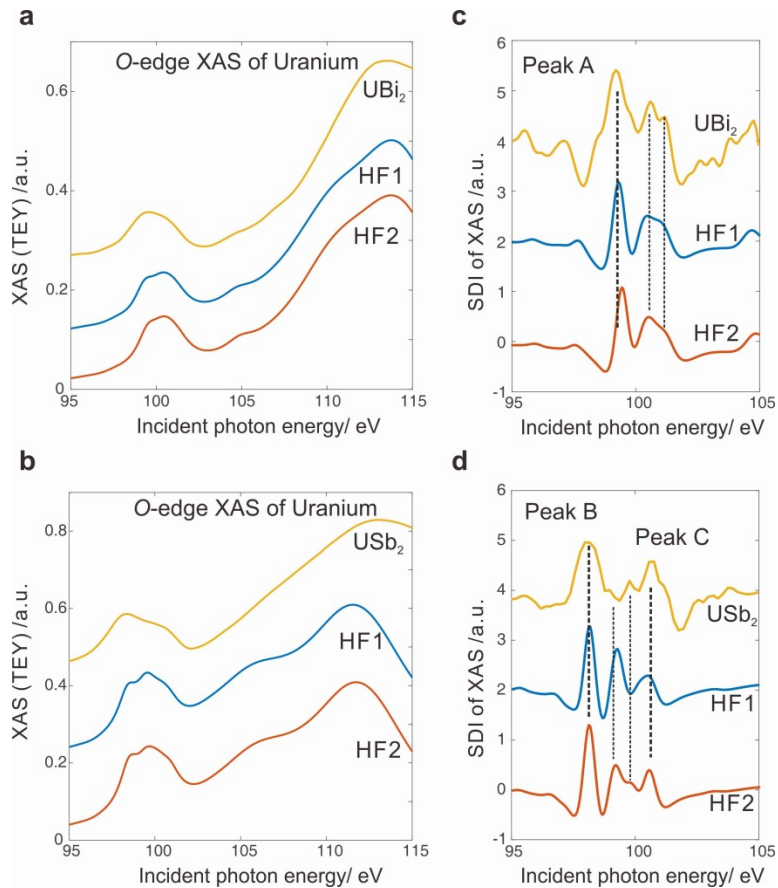 a
O-edge XAS of Uranium
UBi2
HF1
HF2
XAS (TEY) /a.u.
0.6
0.4
0.2
0
95
100
105
110
115
Incident photon energy/ eV
c
Peak A
UBi2
HF1
HF2
SDI of XAS /a.u.
6
5
4
3
2
1
0
-1
95
100
105
Incident photon energy/ eV
b
O-edge XAS of Uranium
USb2
HF1
HF2
XAS (TEY) /a.u.
0.8
0.6
0.4
0.2
0
95
100
105
110
115
Incident photon energy/ eV
d
Peak B
Peak C
USb2
HF1
HF2
SDI of XAS /a.u.
6
5
4
3
2
1
0
-1
95
100
105
Incident photon energy/ eV